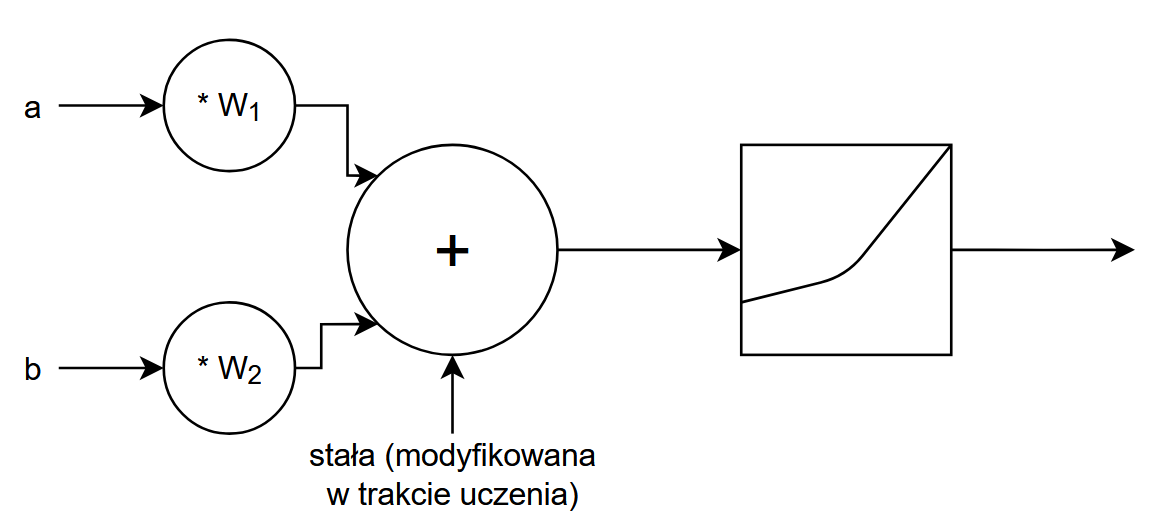 a
* W₁
+
b
* W₂
stała (modyfikowana
w trakcie uczenia)